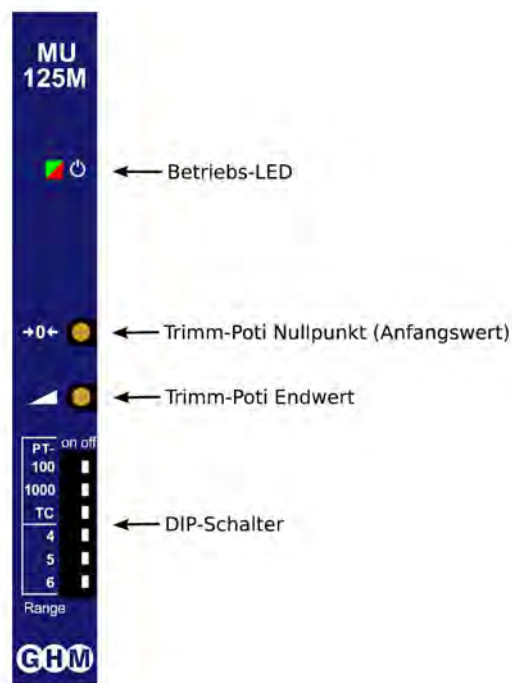 MU
125M
Betriebs-LED
→0← Trimm-Poti Nullpunkt (Anfangswert)
Trimm-Poti Endwert
PT- on off
100
1000
TC
DIP-Schalter
4
5
6
Range
GHM